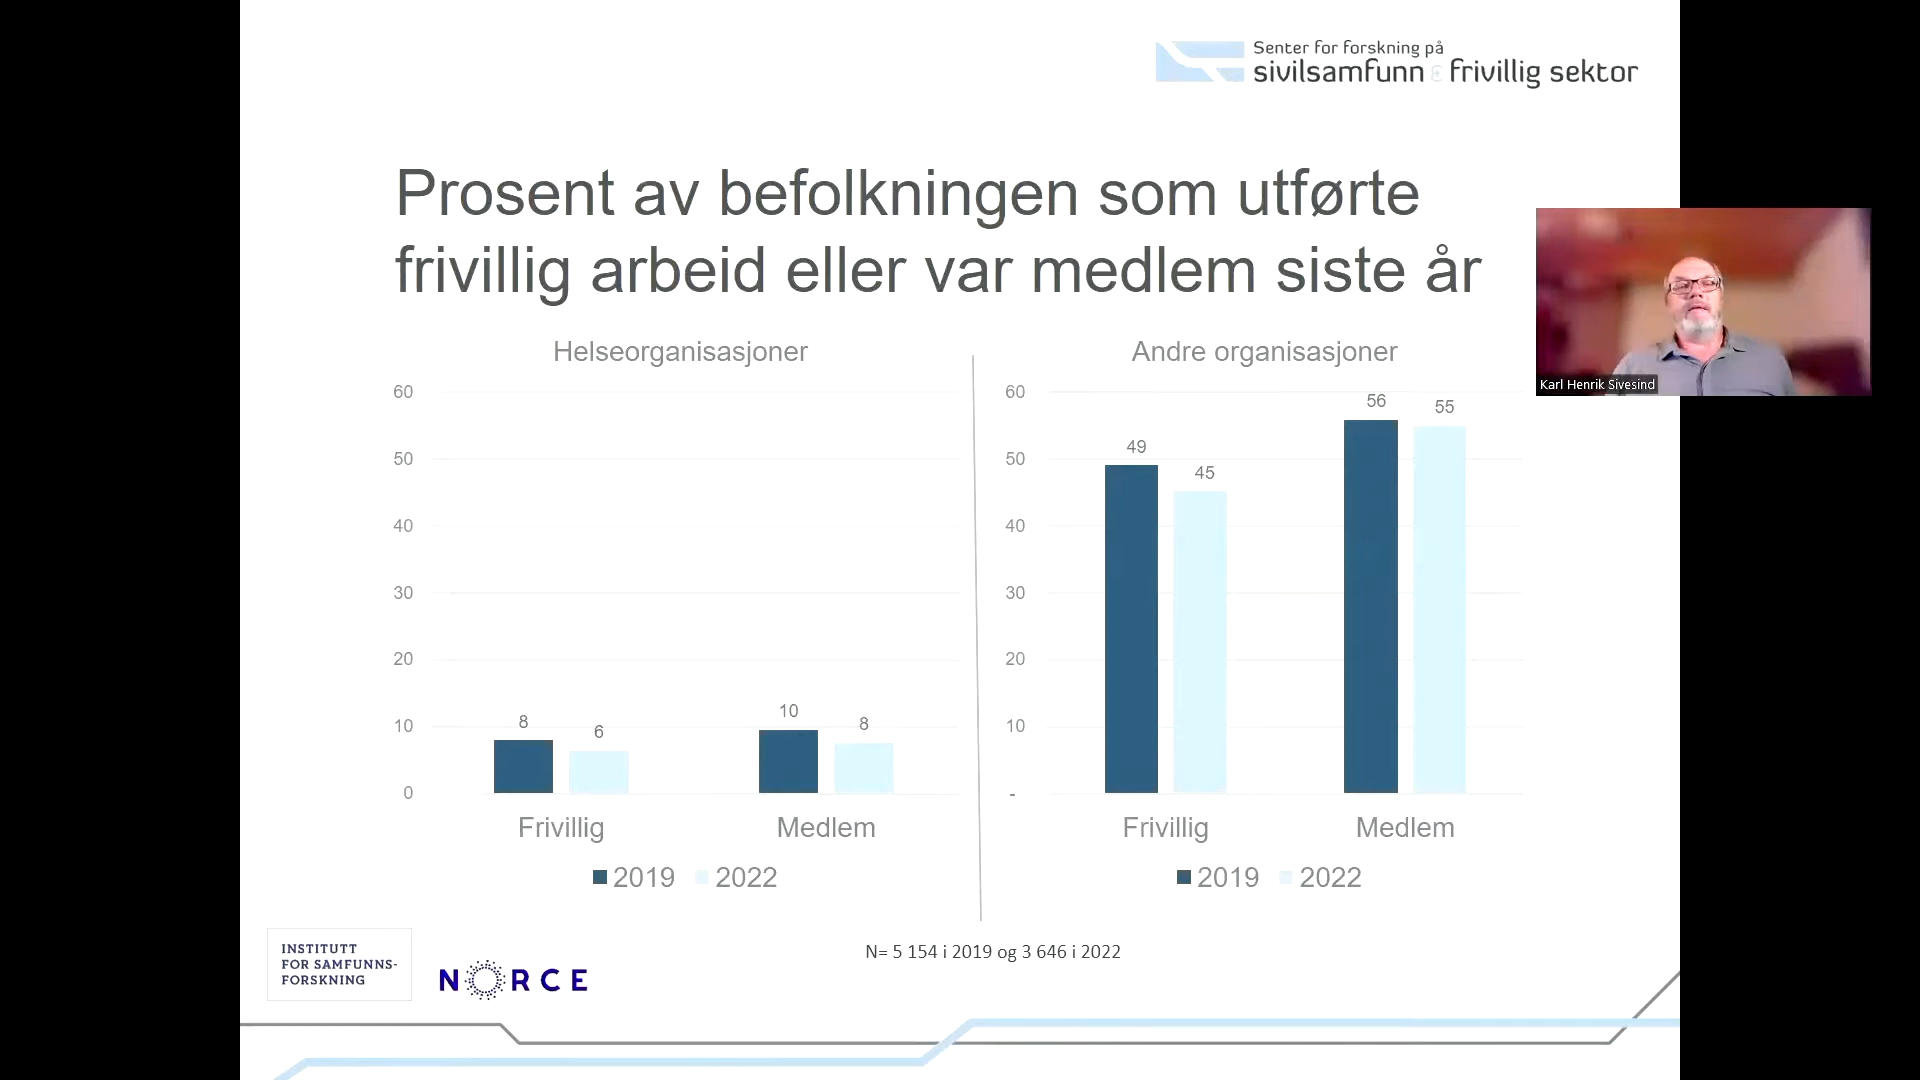 Senter for forskning på
sivilsamfunn & frivillig sektor
Prosent av befolkningen som utførte
frivillig arbeid eller var medlem siste år
Karl Henrik Sivesind
Helseorganisasjoner
60
50
40
30
20
10
0
8
6
10
8
Frivillig
Medlem
2019
2022
Andre organisasjoner
60
50
40
30
20
10
-
49
45
56
55
Frivillig
Medlem
2019
2022
N= 5 154 i 2019 og 3 646 i 2022
INSTITUTT
FOR SAMFUNNS-
FORSKNING
NORCE